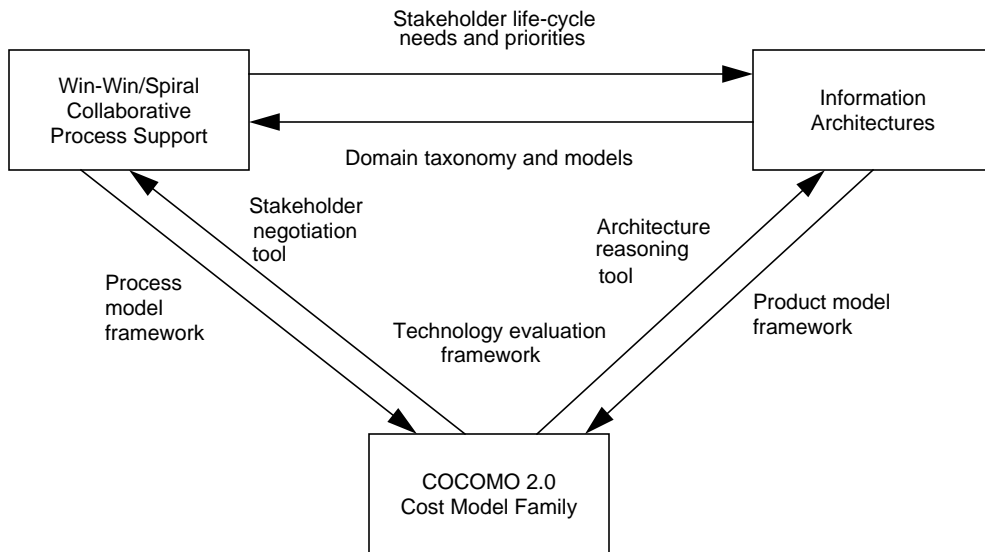 Stakeholder life-cycle
needs and priorities
Win-Win/Spiral
Collaborative
Process Support
Information
Architectures
Domain taxonomy and models
Stakeholder
negotiation
tool
Architecture
reasoning
tool
Process
model
framework
Product model
framework
Technology evaluation
framework
COCOMO 2.0
Cost Model Family